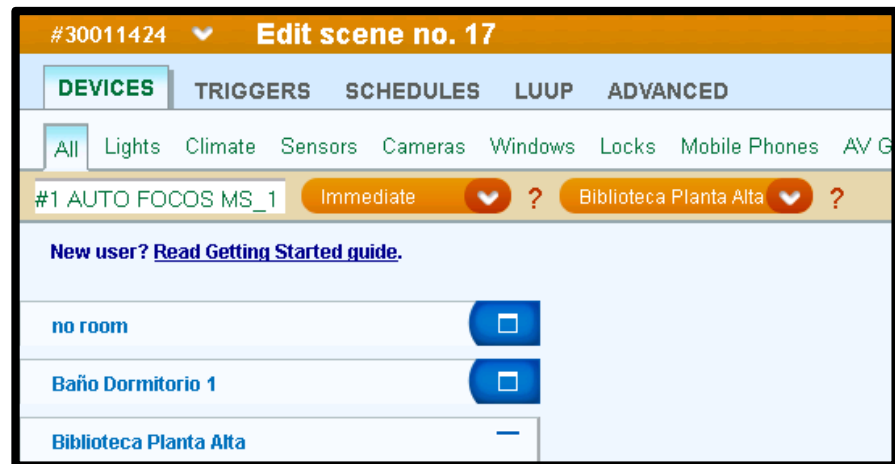 #30011424 Edit scene no. 17
DEVICES TRIGGERS SCHEDULES LUUP ADVANCED
All Lights Climate Sensors Cameras Windows Locks Mobile Phones AV G
#1 AUTO FOCOS MS_1 Immediate ? Biblioteca Planta Alta ?
New user? Read Getting Started guide.
no room
Baño Dormitorio 1
Biblioteca Planta Alta